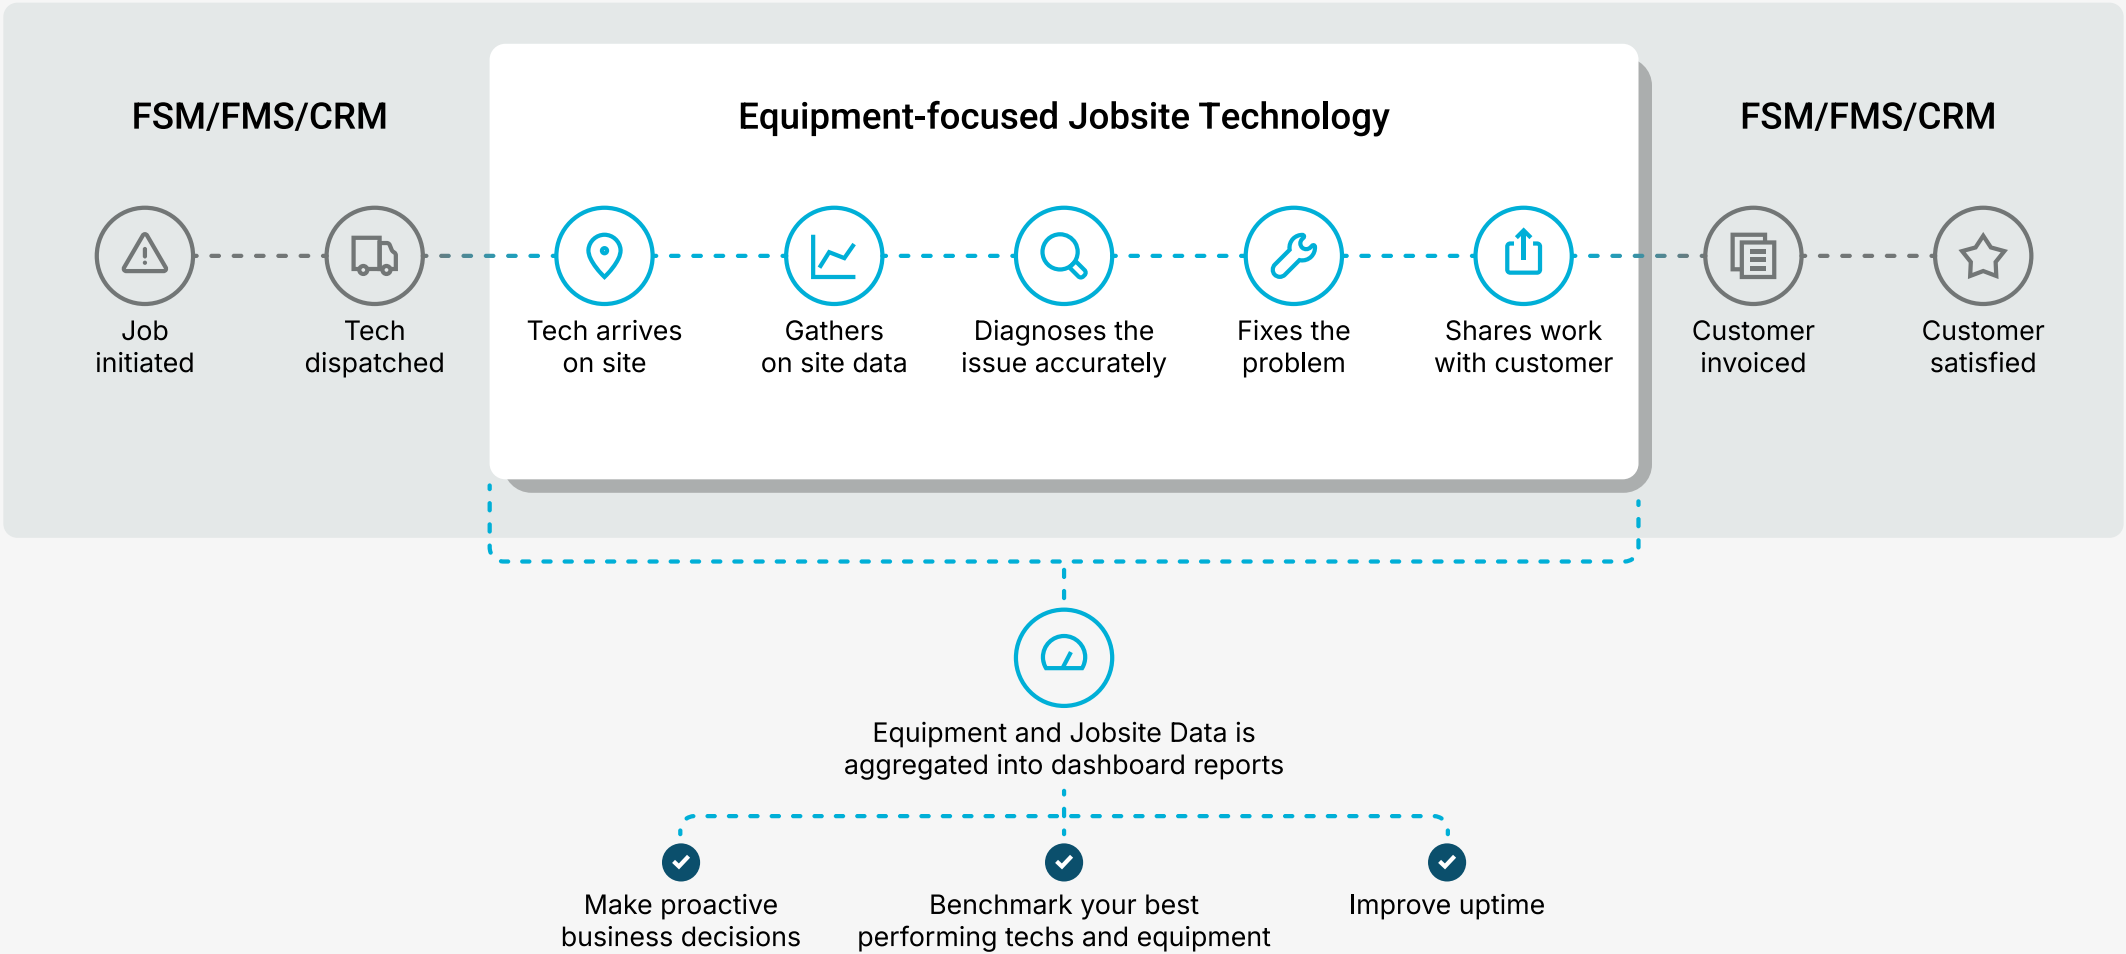 FSM/FMS/CRM
Equipment-focused Jobsite Technology
FSM/FMS/CRM
Job
initiated
Tech
dispatched
Tech arrives
on site
Gathers
on site data
Diagnoses the
issue accurately
Fixes the
problem
Shares work
with customer
Customer
invoiced
Customer
satisfied
Equipment and Jobsite Data is
aggregated into dashboard reports
Make proactive
business decisions
Benchmark your best
performing techs and equipment
Improve uptime